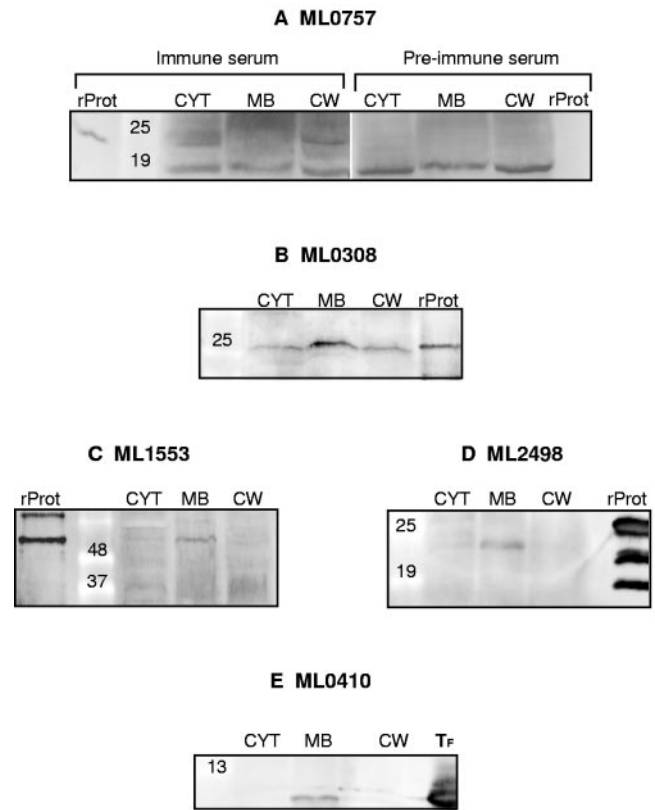 A ML0757
Immune serum Pre-immune serum
rProt CYT MB CW CYT MB CW rProt
25
19
B ML0308
CYT MB CW rProt
25
C ML1553
rProt CYT MB CW
48
37
D ML2498
CYT MB CW rProt
25
19
E ML0410
CYT MB CW TF
13